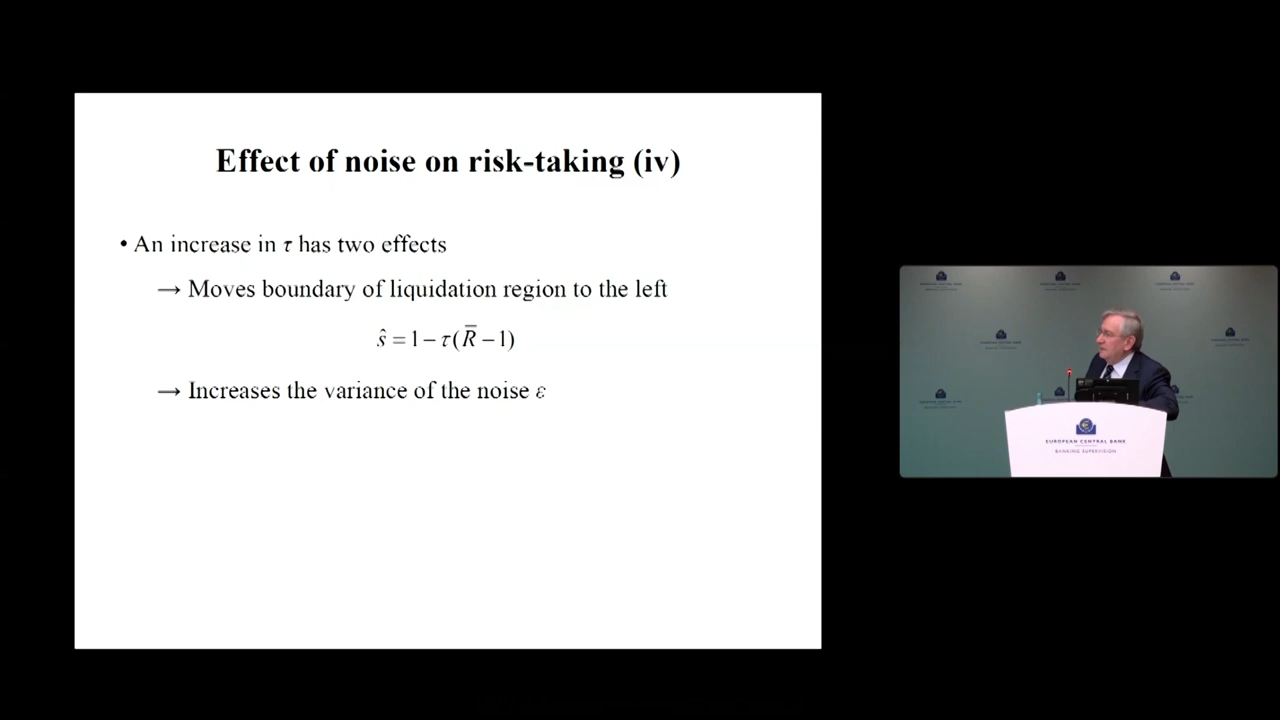 Effect of noise on risk-taking (iv)
• An increase in τ has two effects
→ Moves boundary of liquidation region to the left
ŝ = 1 − τ(R̄ − 1)
→ Increases the variance of the noise ε
EUROPEAN CENTRAL BANK
BANKING SUPERVISION